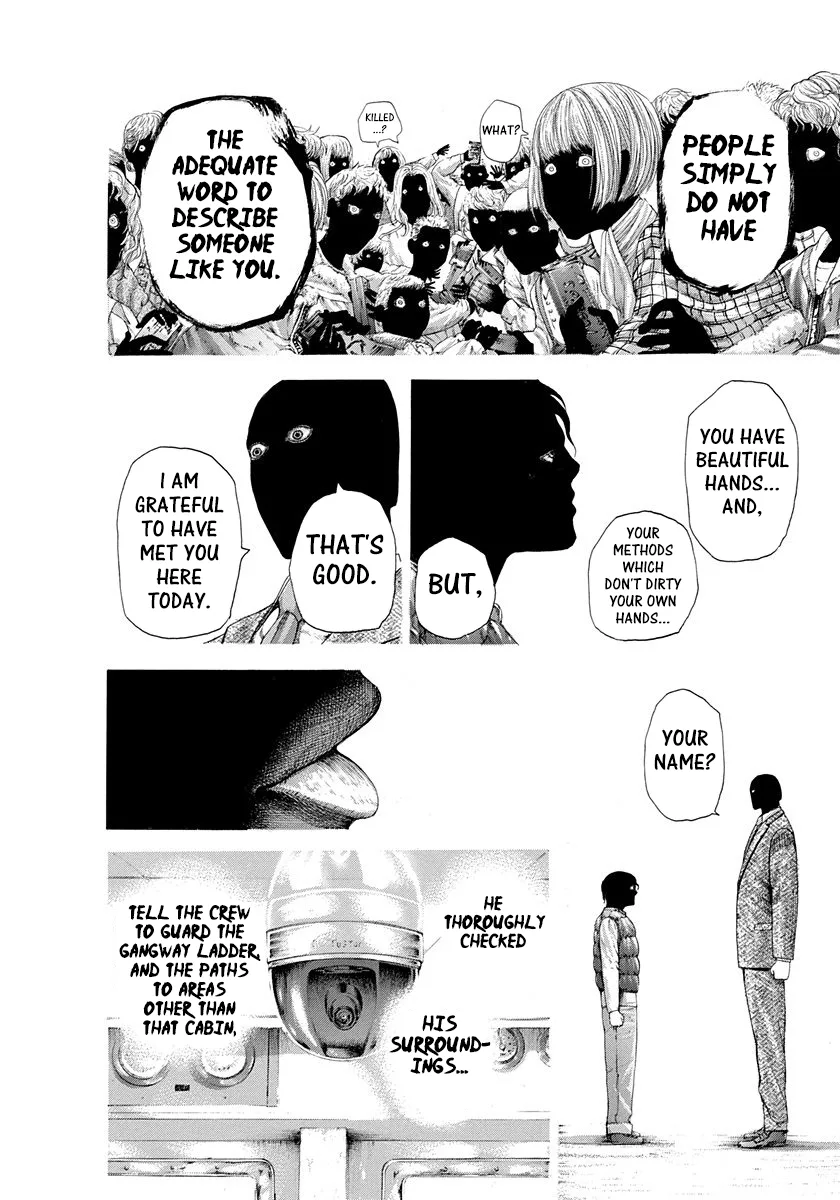 PEOPLE
SIMPLY
DO NOT
HAVE
WHAT?
KILLED
...?
THE
ADEQUATE
WORD TO
DESCRIBE
SOMEONE
LIKE YOU.
YOU HAVE
BEAUTIFUL
HANDS...
AND,
YOUR
METHODS
WHICH
DON'T DIRTY
YOUR OWN
HANDS...
BUT,
THAT'S
GOOD.
I AM
GRATEFUL
TO HAVE
MET YOU
HERE
TODAY.
YOUR
NAME?
HE
THOROUGHLY
CHECKED
HIS
SURROUND-
INGS...
TELL THE CREW
TO GUARD THE
GANGWAY LADDER,
AND THE PATHS
TO AREAS
OTHER THAN
THAT CABIN,